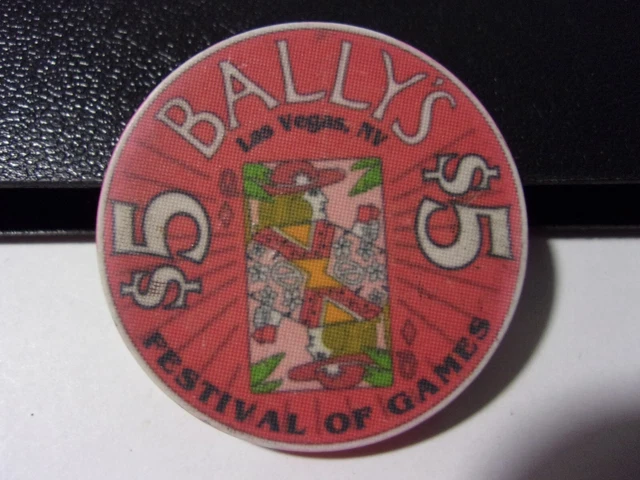 BALLY'S
Las Vegas, NV
$5
$5
FESTIVAL OF GAMES